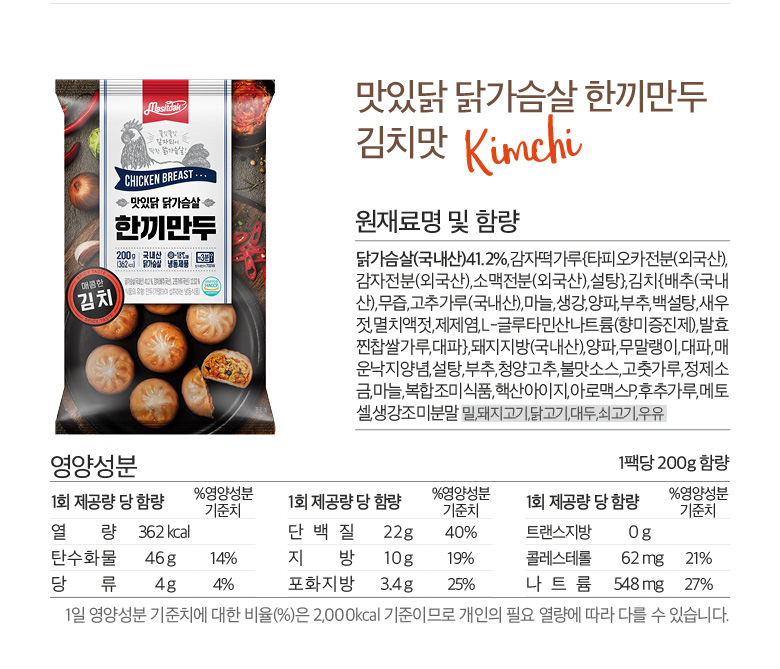 맛있닭 닭가슴살 한끼만두
김치맛 Kimchi
Masitdak
CHICKEN BREAST
맛있닭 닭가슴살
한끼만두
200g
(362 kcal)
국내산
닭가슴살
냉동제품
매콤한
김치
HACCP
원재료명 및 함량
닭가슴살(국내산)41.2%,감자떡가루{타피오카전분(외국산),
감자전분(외국산),소맥전분(외국산),설탕},김치{배추(국내
산),무즙,고추가루(국내산),마늘,생강,양파,부추,백설탕,새우
젓,멸치액젓,제제염,L-글루타민산나트륨(향미증진제),발효
찐찹쌀가루,대파},돼지지방(국내산),양파,무말랭이,대파,매
운낙지양념,설탕,부추,청양고추,불맛소스,고춧가루,정제소
금,마늘,복합조미식품,핵산아이지,아로맥스P,후추가루,메토
셀,생강조미분말 밀,돼지고기,닭고기,대두,쇠고기,우유
영양성분
1팩당 200g 함량
1회 제공량 당 함량 %영양성분 기준치 1회 제공량 당 함량 %영양성분 기준치 1회 제공량 당 함량 %영양성분 기준치
열 량 362 kcal 단 백 질 22g 40% 트랜스지방 0 g
탄수화물 46 g 14% 지 방 10 g 19% 콜레스테롤 62 mg 21%
당 류 4 g 4% 포화지방 3.4 g 25% 나 트 륨 548 mg 27%
1일 영양성분 기준치에 대한 비율(%)은 2,000kcal 기준이므로 개인의 필요 열량에 따라 다를 수 있습니다.